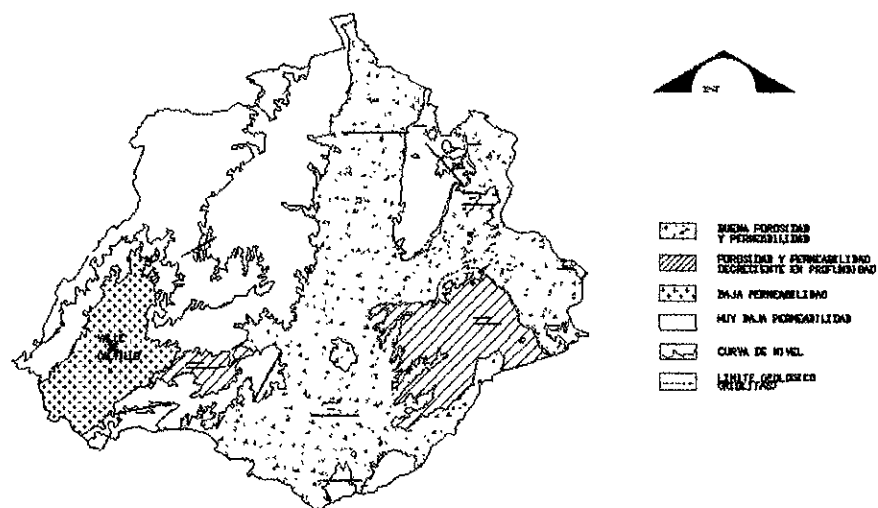 BUENA POROSIDAD
Y PERMEABILIDAD
POROSIDAD Y PERMEABILIDAD
DECRECIENTE EN PROFUNDIDAD
BAJA PERMEABILIDAD
MUY BAJA PERMEABILIDAD
CURVA DE NIVEL
LIMITE GEOLOGICO